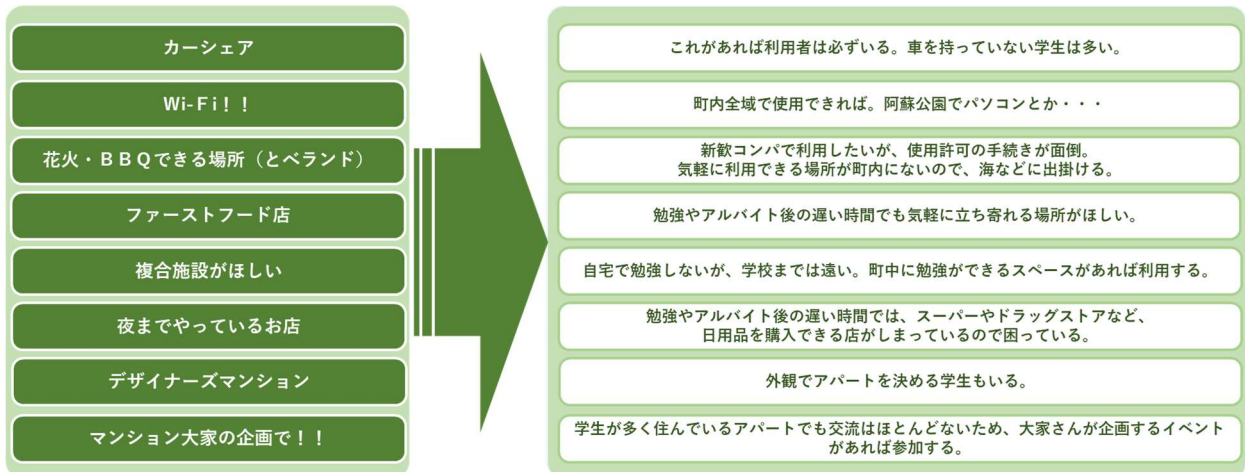 カーシェア
これがあれば利用者は必ずいる。車を持っていない学生は多い。
Wi-Fi！！
町内全域で使用できれば。阿蘇公園でパソコンとか・・・
花火・ＢＢＱできる場所（とベランド）
新歓コンパで利用したいが、使用許可の手続きが面倒。
気軽に利用できる場所が町内にないので、海などに出掛ける。
ファーストフード店
勉強やアルバイト後の遅い時間でも気軽に立ち寄れる場所がほしい。
複合施設がほしい
自宅で勉強しないが、学校までは遠い。町中に勉強ができるスペースがあれば利用する。
夜までやっているお店
勉強やアルバイト後の遅い時間では、スーパーやドラッグストアなど、
日用品を購入できる店がしまっているので困っている。
デザイナーズマンション
外観でアパートを決める学生もいる。
マンション大家の企画で！！
学生が多く住んでいるアパートでも交流はほとんどないため、大家さんが企画するイベント
があれば参加する。